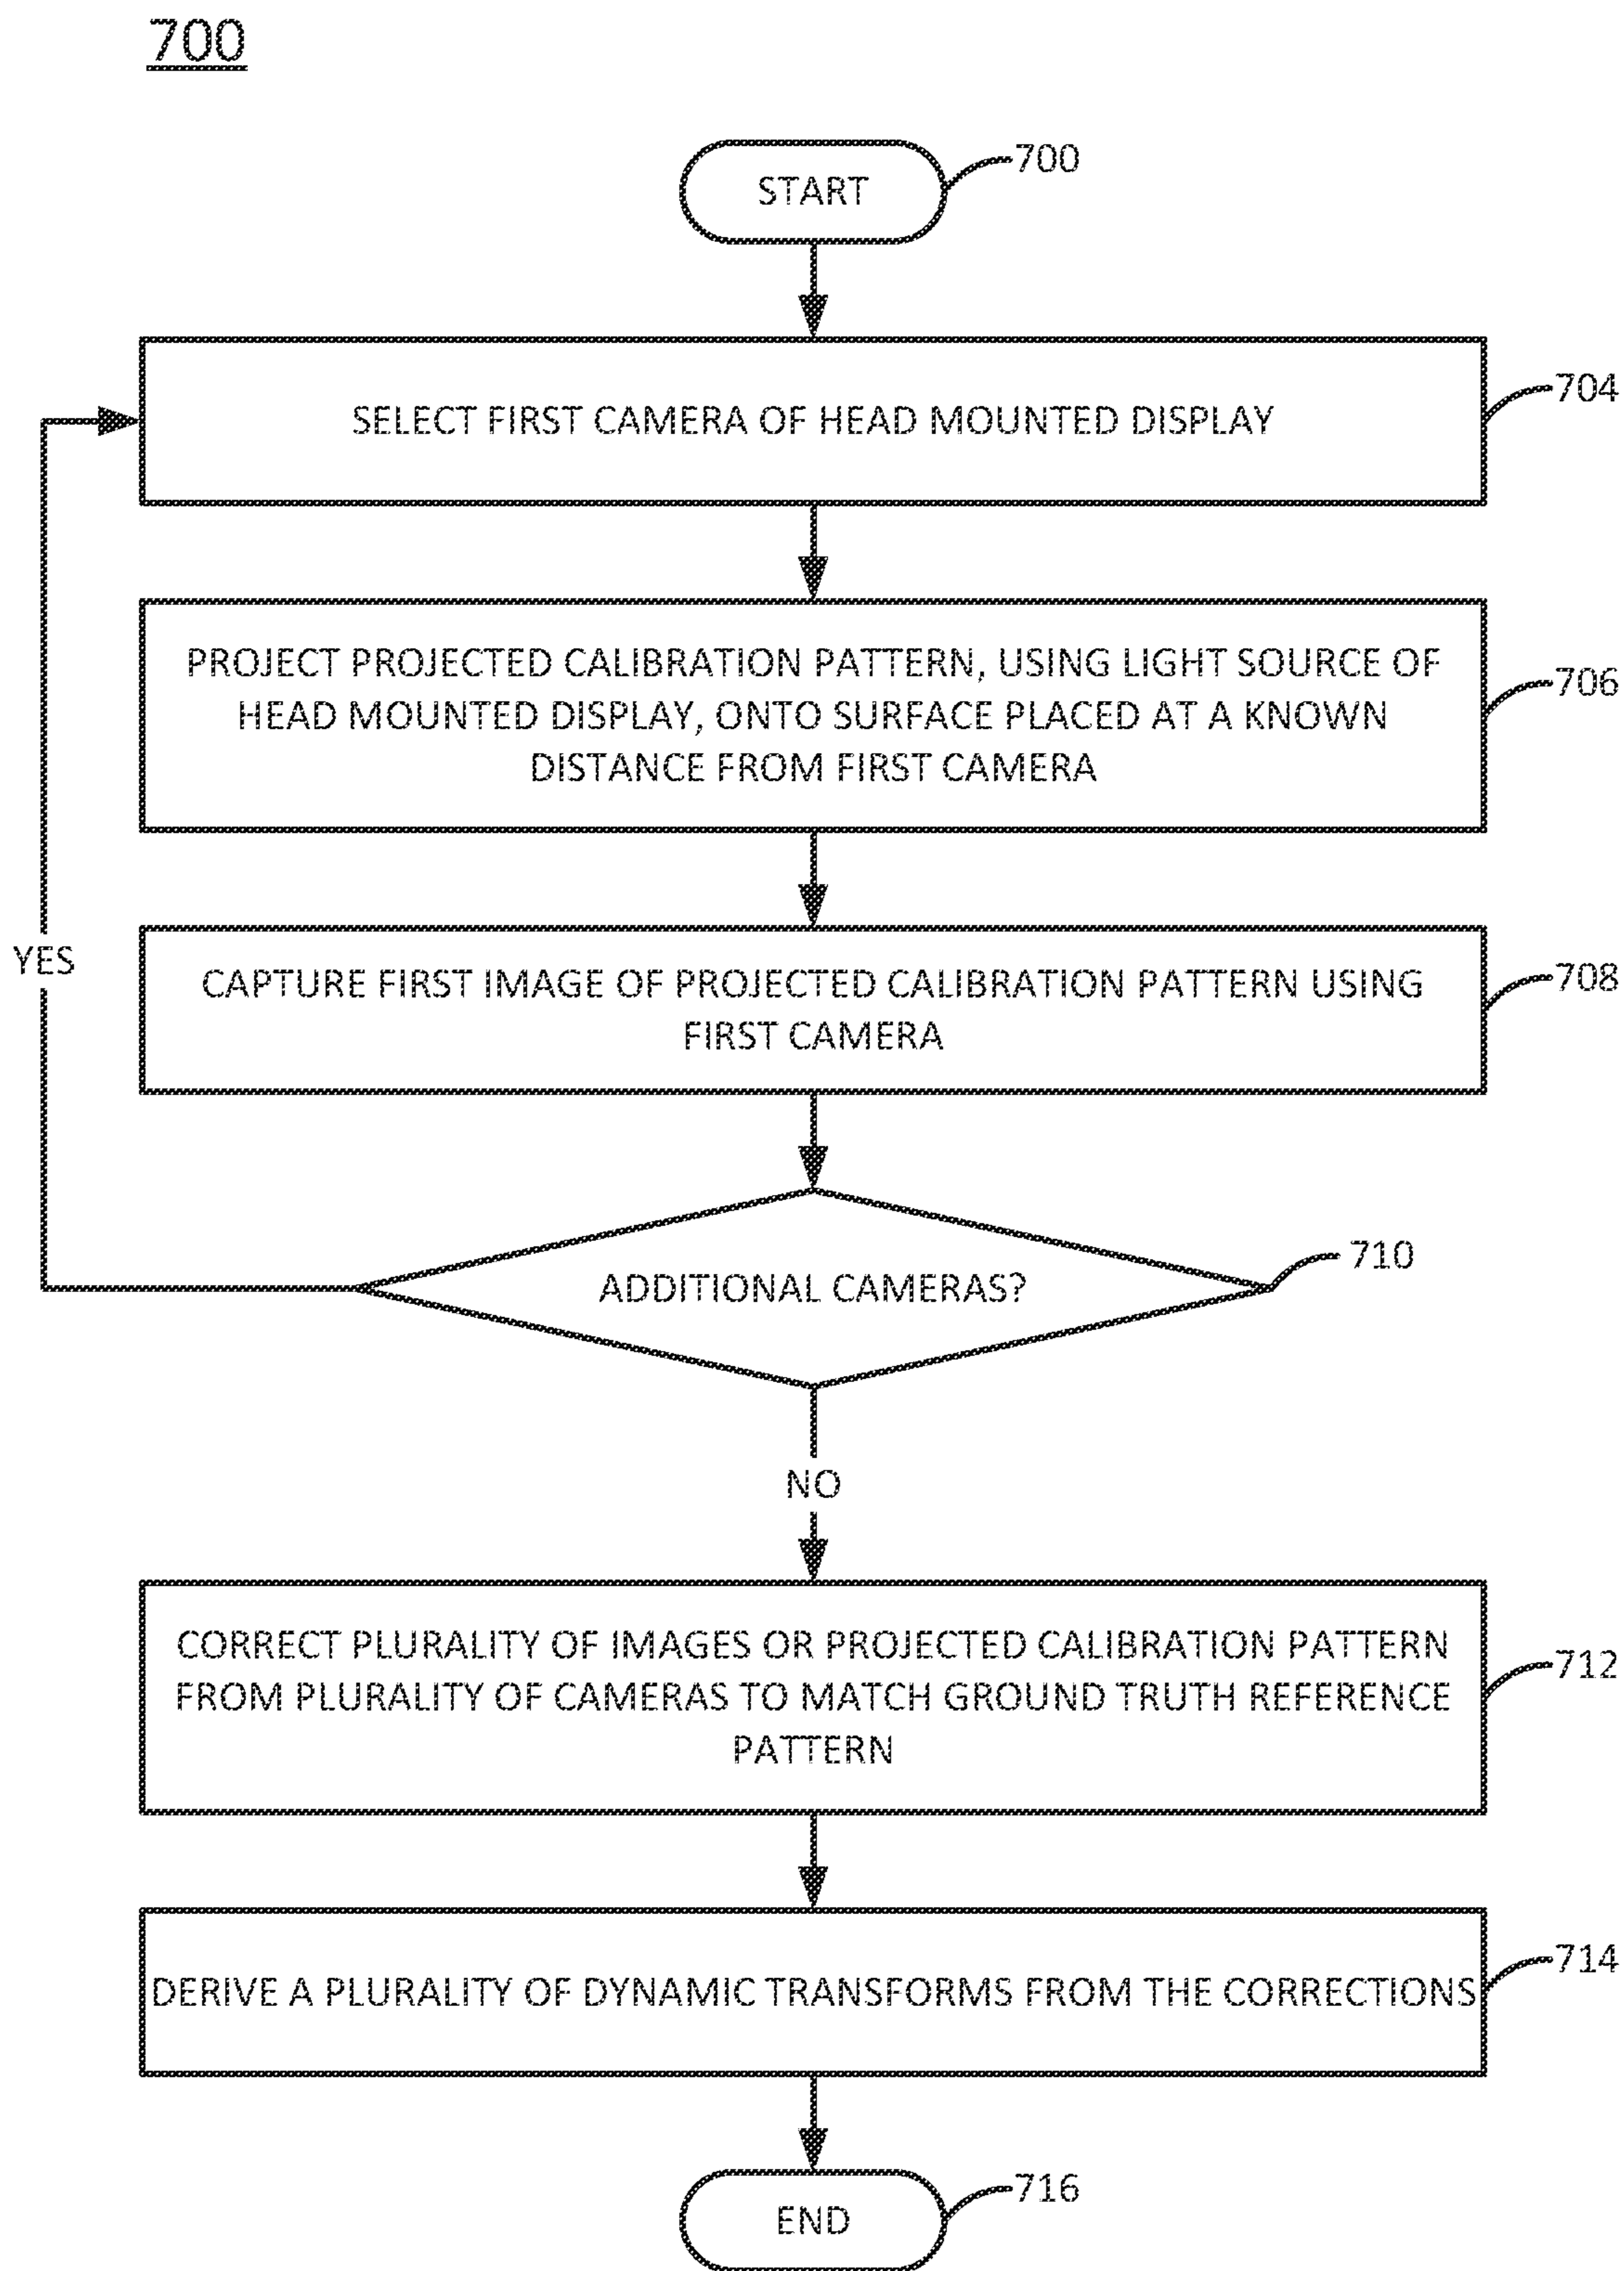 700
START
700
SELECT FIRST CAMERA OF HEAD MOUNTED DISPLAY
704
PROJECT PROJECTED CALIBRATION PATTERN, USING LIGHT SOURCE OF
HEAD MOUNTED DISPLAY, ONTO SURFACE PLACED AT A KNOWN
DISTANCE FROM FIRST CAMERA
706
YES
CAPTURE FIRST IMAGE OF PROJECTED CALIBRATION PATTERN USING
FIRST CAMERA
708
ADDITIONAL CAMERAS?
710
NO
CORRECT PLURALITY OF IMAGES OR PROJECTED CALIBRATION PATTERN
FROM PLURALITY OF CAMERAS TO MATCH GROUND TRUTH REFERENCE
PATTERN
712
DERIVE A PLURALITY OF DYNAMIC TRANSFORMS FROM THE CORRECTIONS
714
END
716